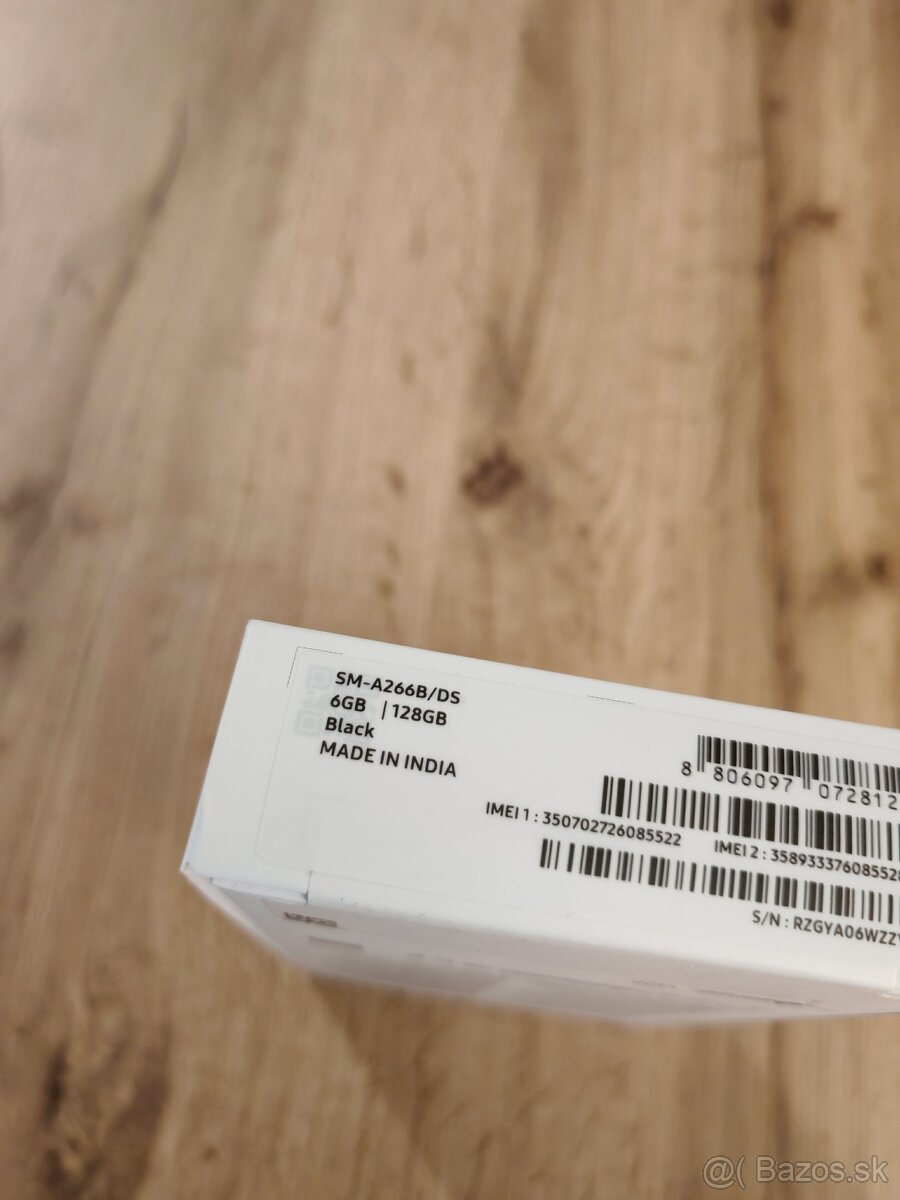 SM-A266B/DS
6GB | 128GB
Black
MADE IN INDIA
8 806097 072812
IMEI 1 : 350702726085522
IMEI 2 : 358933376085528
S/N : RZGYA06WZZY
@( Bazos.sk